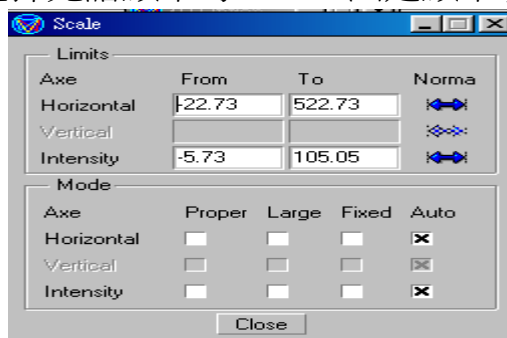 Scale
Limits
Axe From To Norma
Horizontal -22.73 522.73
Vertical
Intensity -5.73 105.05
Mode
Axe Proper Large Fixed Auto
Horizontal
Vertical
Intensity
Close